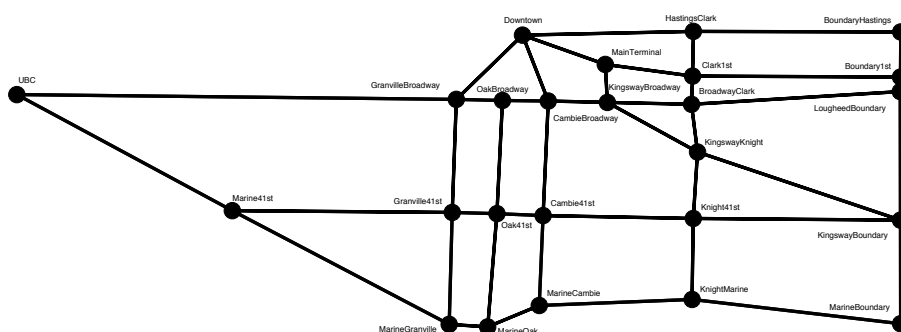 Downtown
HastingsClark
BoundaryHastings
MainTerminal
Clark1st
Boundary1st
UBC
GranvilleBroadway
OakBroadway
KingswayBroadway
BroadwayClark
LougheedBoundary
CambieBroadway
KingswayKnight
Marine41st
Granville41st
Cambie41st
Knight41st
Oak41st
KingswayBoundary
MarineCambie
KnightMarine
MarineBoundary
MarineGranville
MarineOak